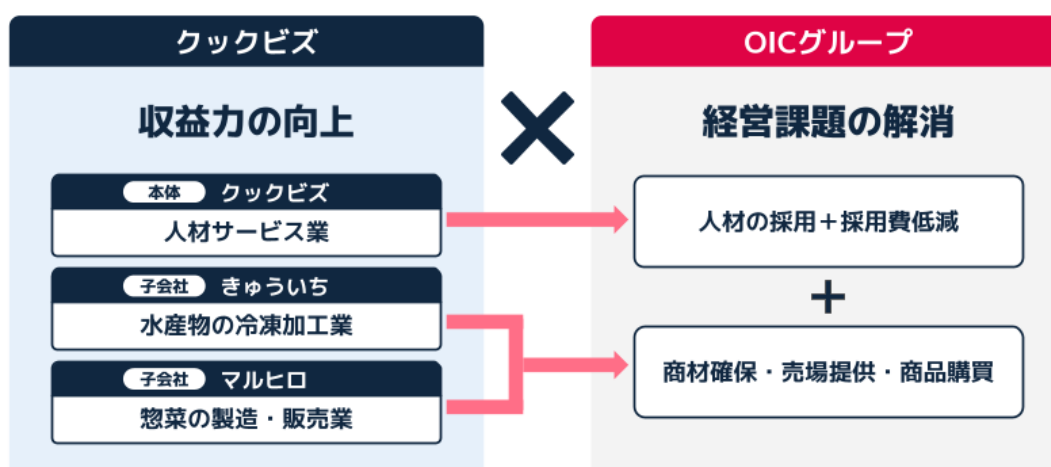 クックビズ
収益力の向上
本体 クックビズ
人材サービス業
子会社 きゅういち
水産物の冷凍加工業
子会社 マルヒロ
惣菜の製造・販売業
×
OICグループ
経営課題の解消
人材の採用+採用費低減
+
商材確保・売場提供・商品購買